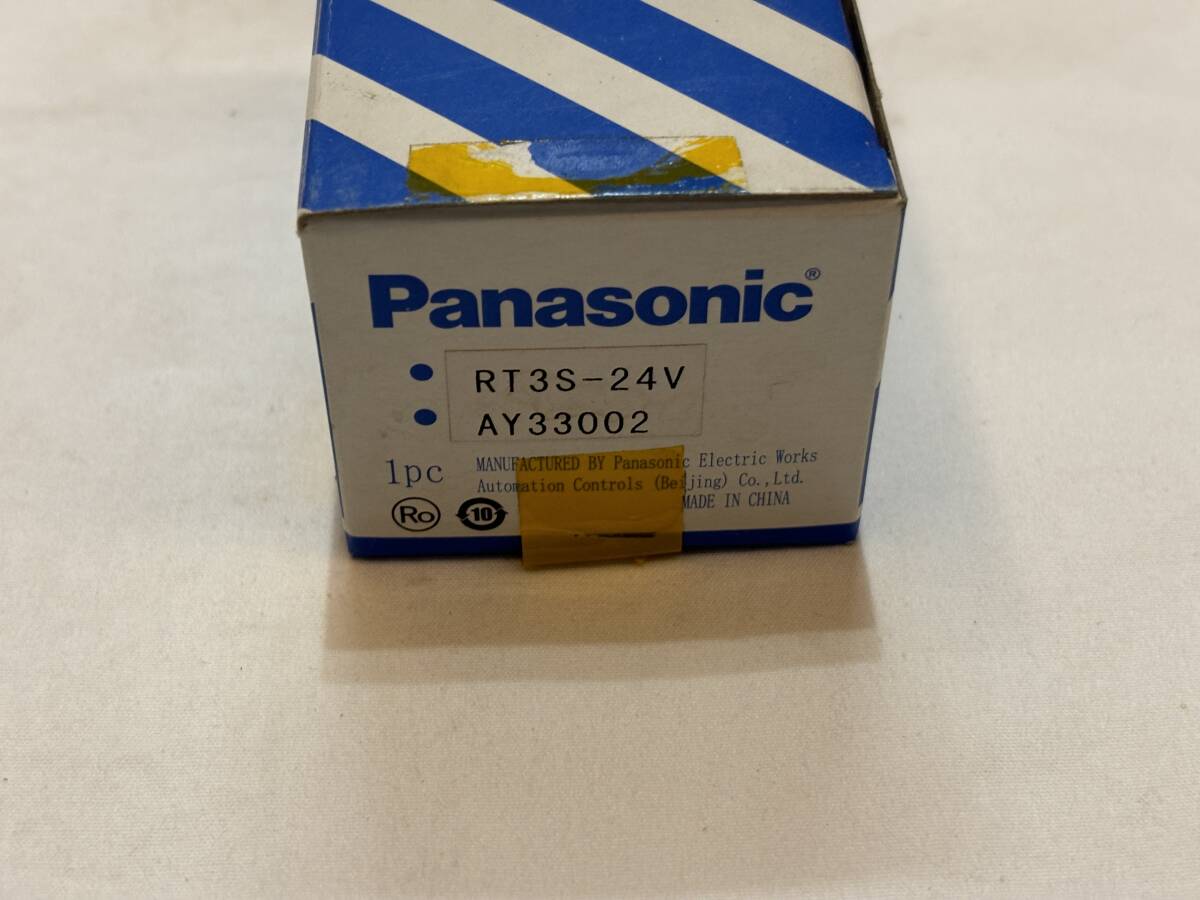 Panasonic®
RT3S-24V
AY33002
1pc
MANUFACTURED BY Panasonic Electric Works
Automation Controls (Beijing) Co.,Ltd.
MADE IN CHINA
Ro
10